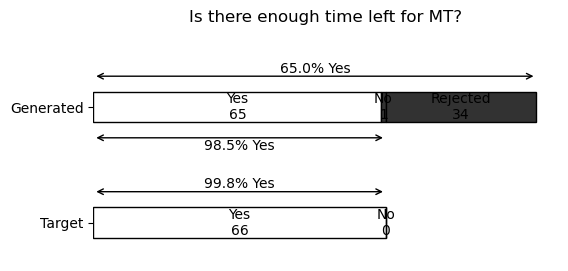 Is there enough time left for MT?
65.0% Yes
Generated
Yes
65
No
1
Rejected
34
98.5% Yes
99.8% Yes
Target
Yes
66
No
0